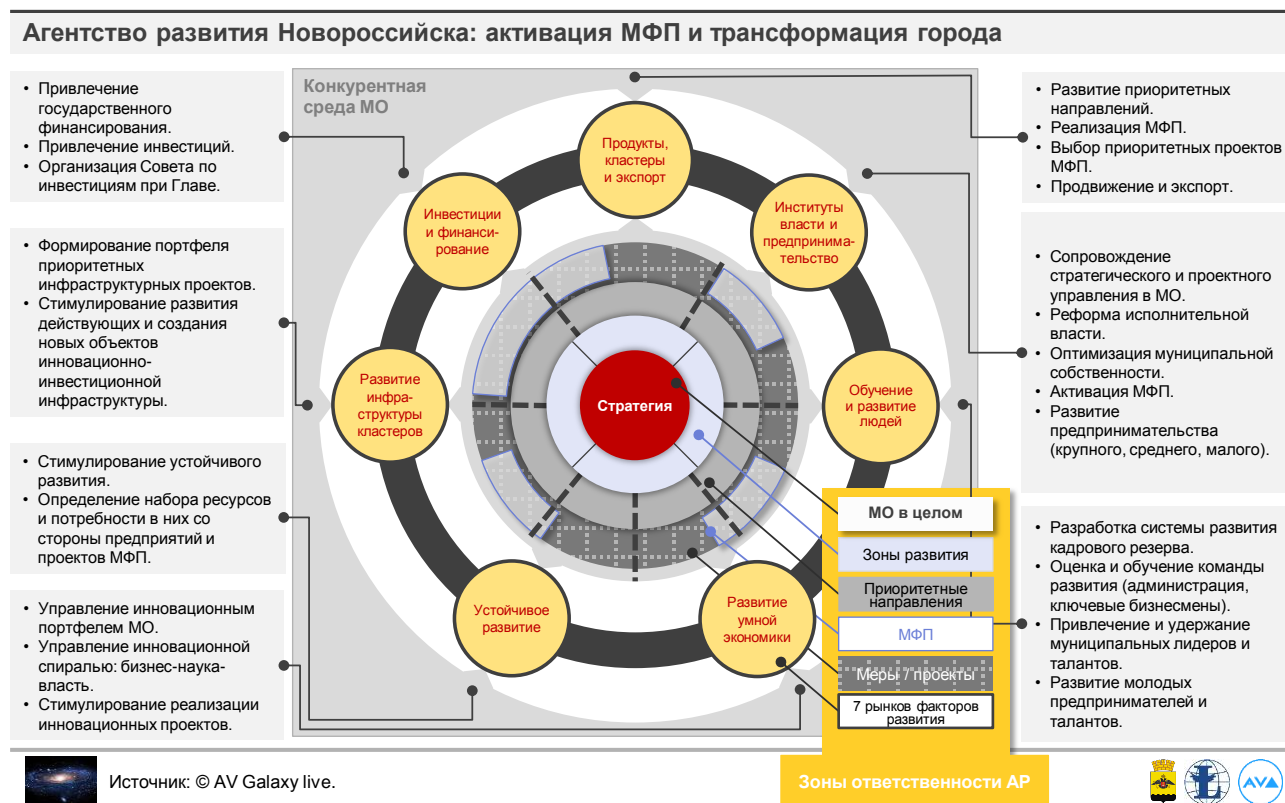 Агентство развития Новороссийска: активация МФП и трансформация города
• Привлечение
государственного
финансирования.
• Привлечение инвестиций.
• Организация Совета по
инвестициям при Главе.
• Формирование портфеля
приоритетных
инфраструктурных проектов.
• Стимулирование развития
действующих и создания
новых объектов
инновационно-
инвестиционной
инфраструктуры.
• Стимулирование устойчивого
развития.
• Определение набора ресурсов
и потребности в них со
стороны предприятий и
проектов МФП.
• Управление инновационным
портфелем МО.
• Управление инновационной
спиралью: бизнес-наука-
власть.
• Стимулирование реализации
инновационных проектов.
Конкурентная
среда МО
Продукты,
кластеры
и экспорт
Инвестиции
и финанси-
рование
Институты
власти и
предпринима-
тельство
Развитие
инфра-
структуры
кластеров
Стратегия
Обучение
и развитие
людей
Устойчивое
развитие
Развитие
умной
экономики
МО в целом
Зоны развития
Приоритетные
направления
МФП
Меры / проекты
7 рынков факторов
развития
Зоны ответственности АР
• Развитие приоритетных
направлений.
• Реализация МФП.
• Выбор приоритетных проектов
МФП.
• Продвижение и экспорт.
• Сопровождение
стратегического и проектного
управления в МО.
• Реформа исполнительной
власти.
• Оптимизация муниципальной
собственности.
• Активация МФП.
• Развитие
предпринимательства
(крупного, среднего, малого).
• Разработка системы развития
кадрового резерва.
• Оценка и обучение команды
развития (администрация,
ключевые бизнесмены).
• Привлечение и удержание
муниципальных лидеров и
талантов.
• Развитие молодых
предпринимателей и
талантов.
Источник: © AV Galaxy live.
AVA